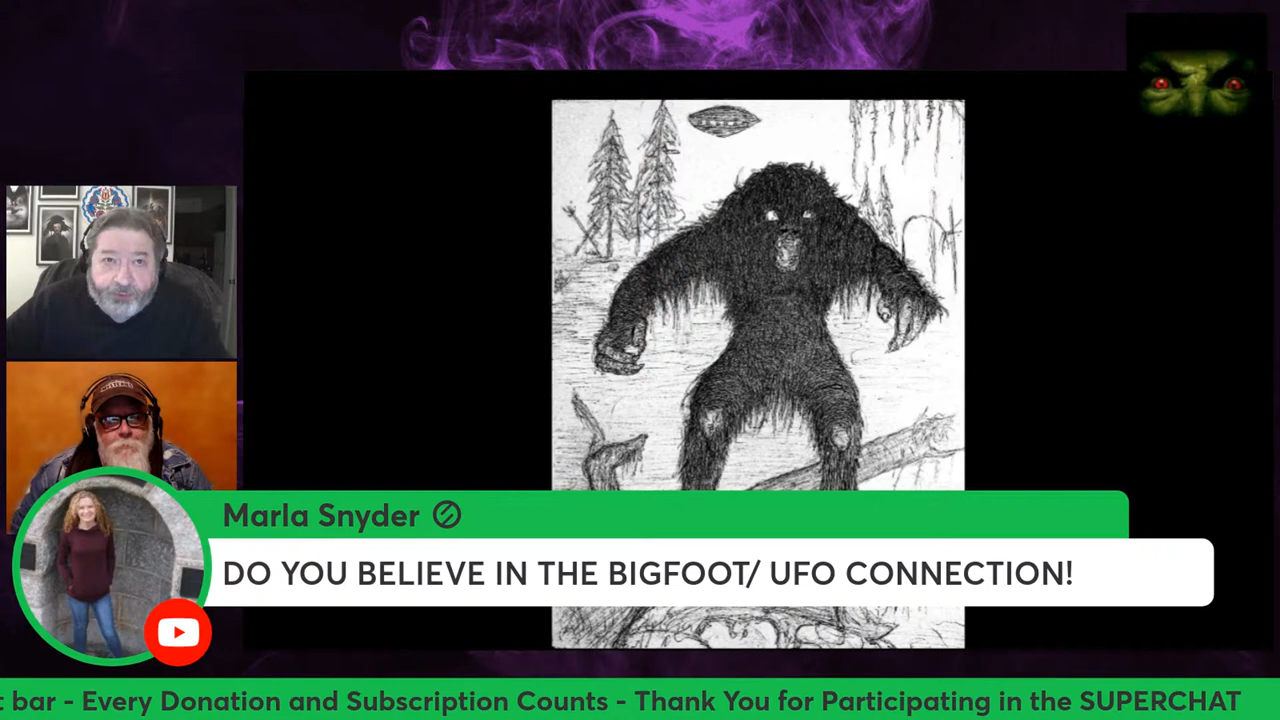 Marla Snyder
DO YOU BELIEVE IN THE BIGFOOT/ UFO CONNECTION!
t bar - Every Donation and Subscription Counts - Thank You for Participating in the SUPERCHAT